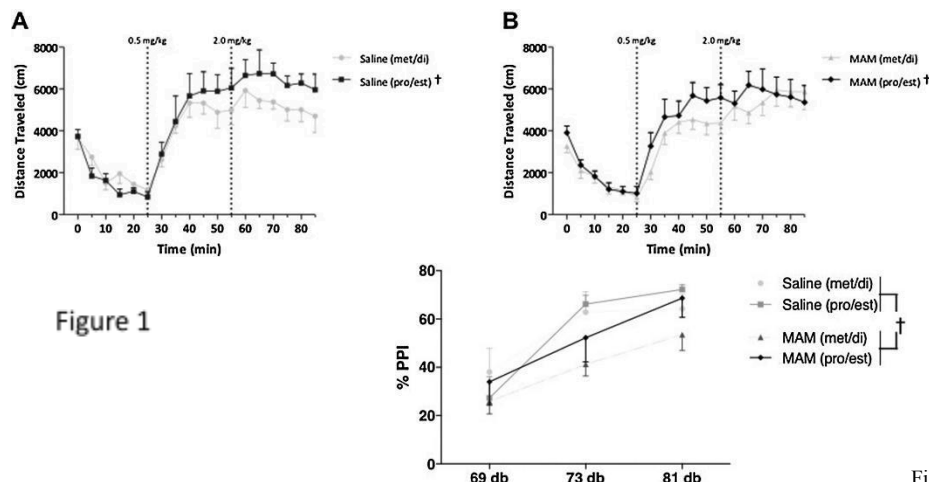 A
0.5 mg/kg
2.0 mg/kg
8000
6000
4000
2000
0
Distance Traveled (cm)
0 10 20 30 40 50 60 70 80
Time (min)
Saline (met/di)
Saline (pro/est) †
B
0.5 mg/kg
2.0 mg/kg
8000
6000
4000
2000
0
Distance Traveled (cm)
0 10 20 30 40 50 60 70 80
Time (min)
MAM (met/di)
MAM (pro/est) †
Figure 1
80
60
40
20
0
% PPI
69 db 73 db 81 db
Saline (met/di)
Saline (pro/est)
MAM (met/di)
MAM (pro/est)
†
Fi